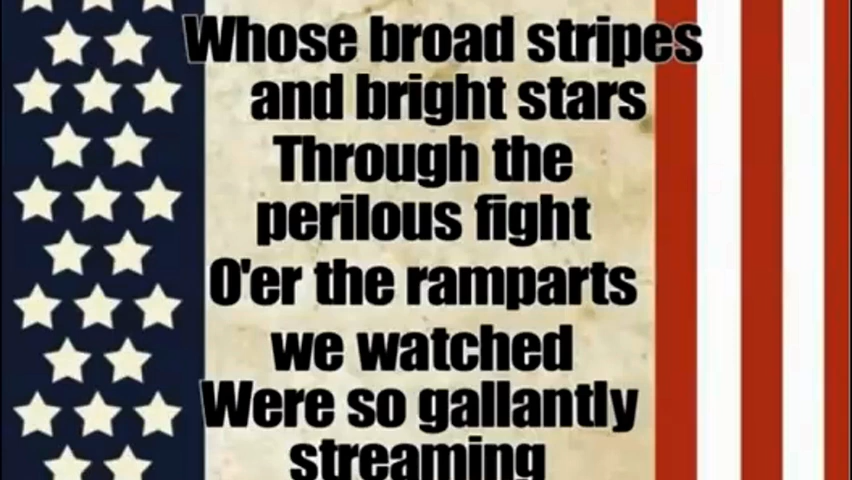 Whose broad stripes
and bright stars
Through the
perilous fight
O'er the ramparts
we watched
Were so gallantly
streaming